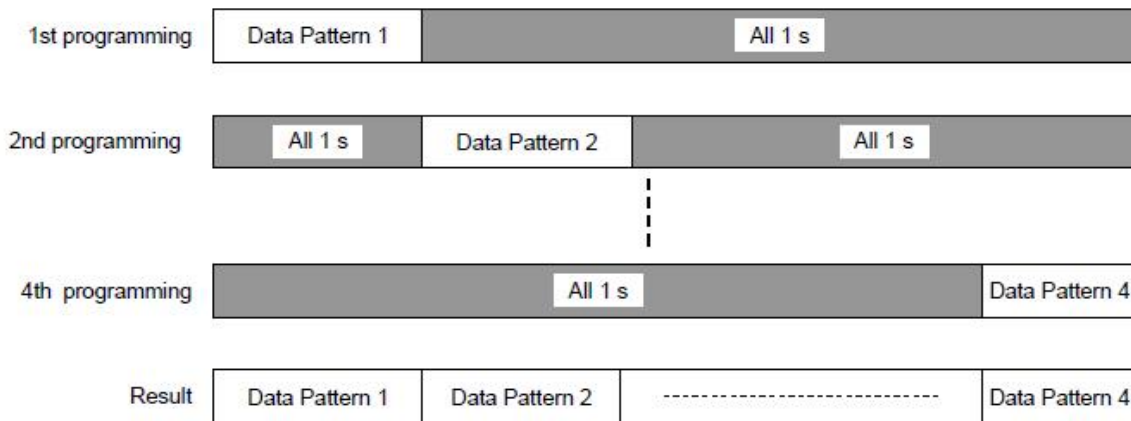 1st programming Data Pattern 1 All 1 s
2nd programming All 1 s Data Pattern 2 All 1 s
4th programming All 1 s Data Pattern 4
Result Data Pattern 1 Data Pattern 2 Data Pattern 4